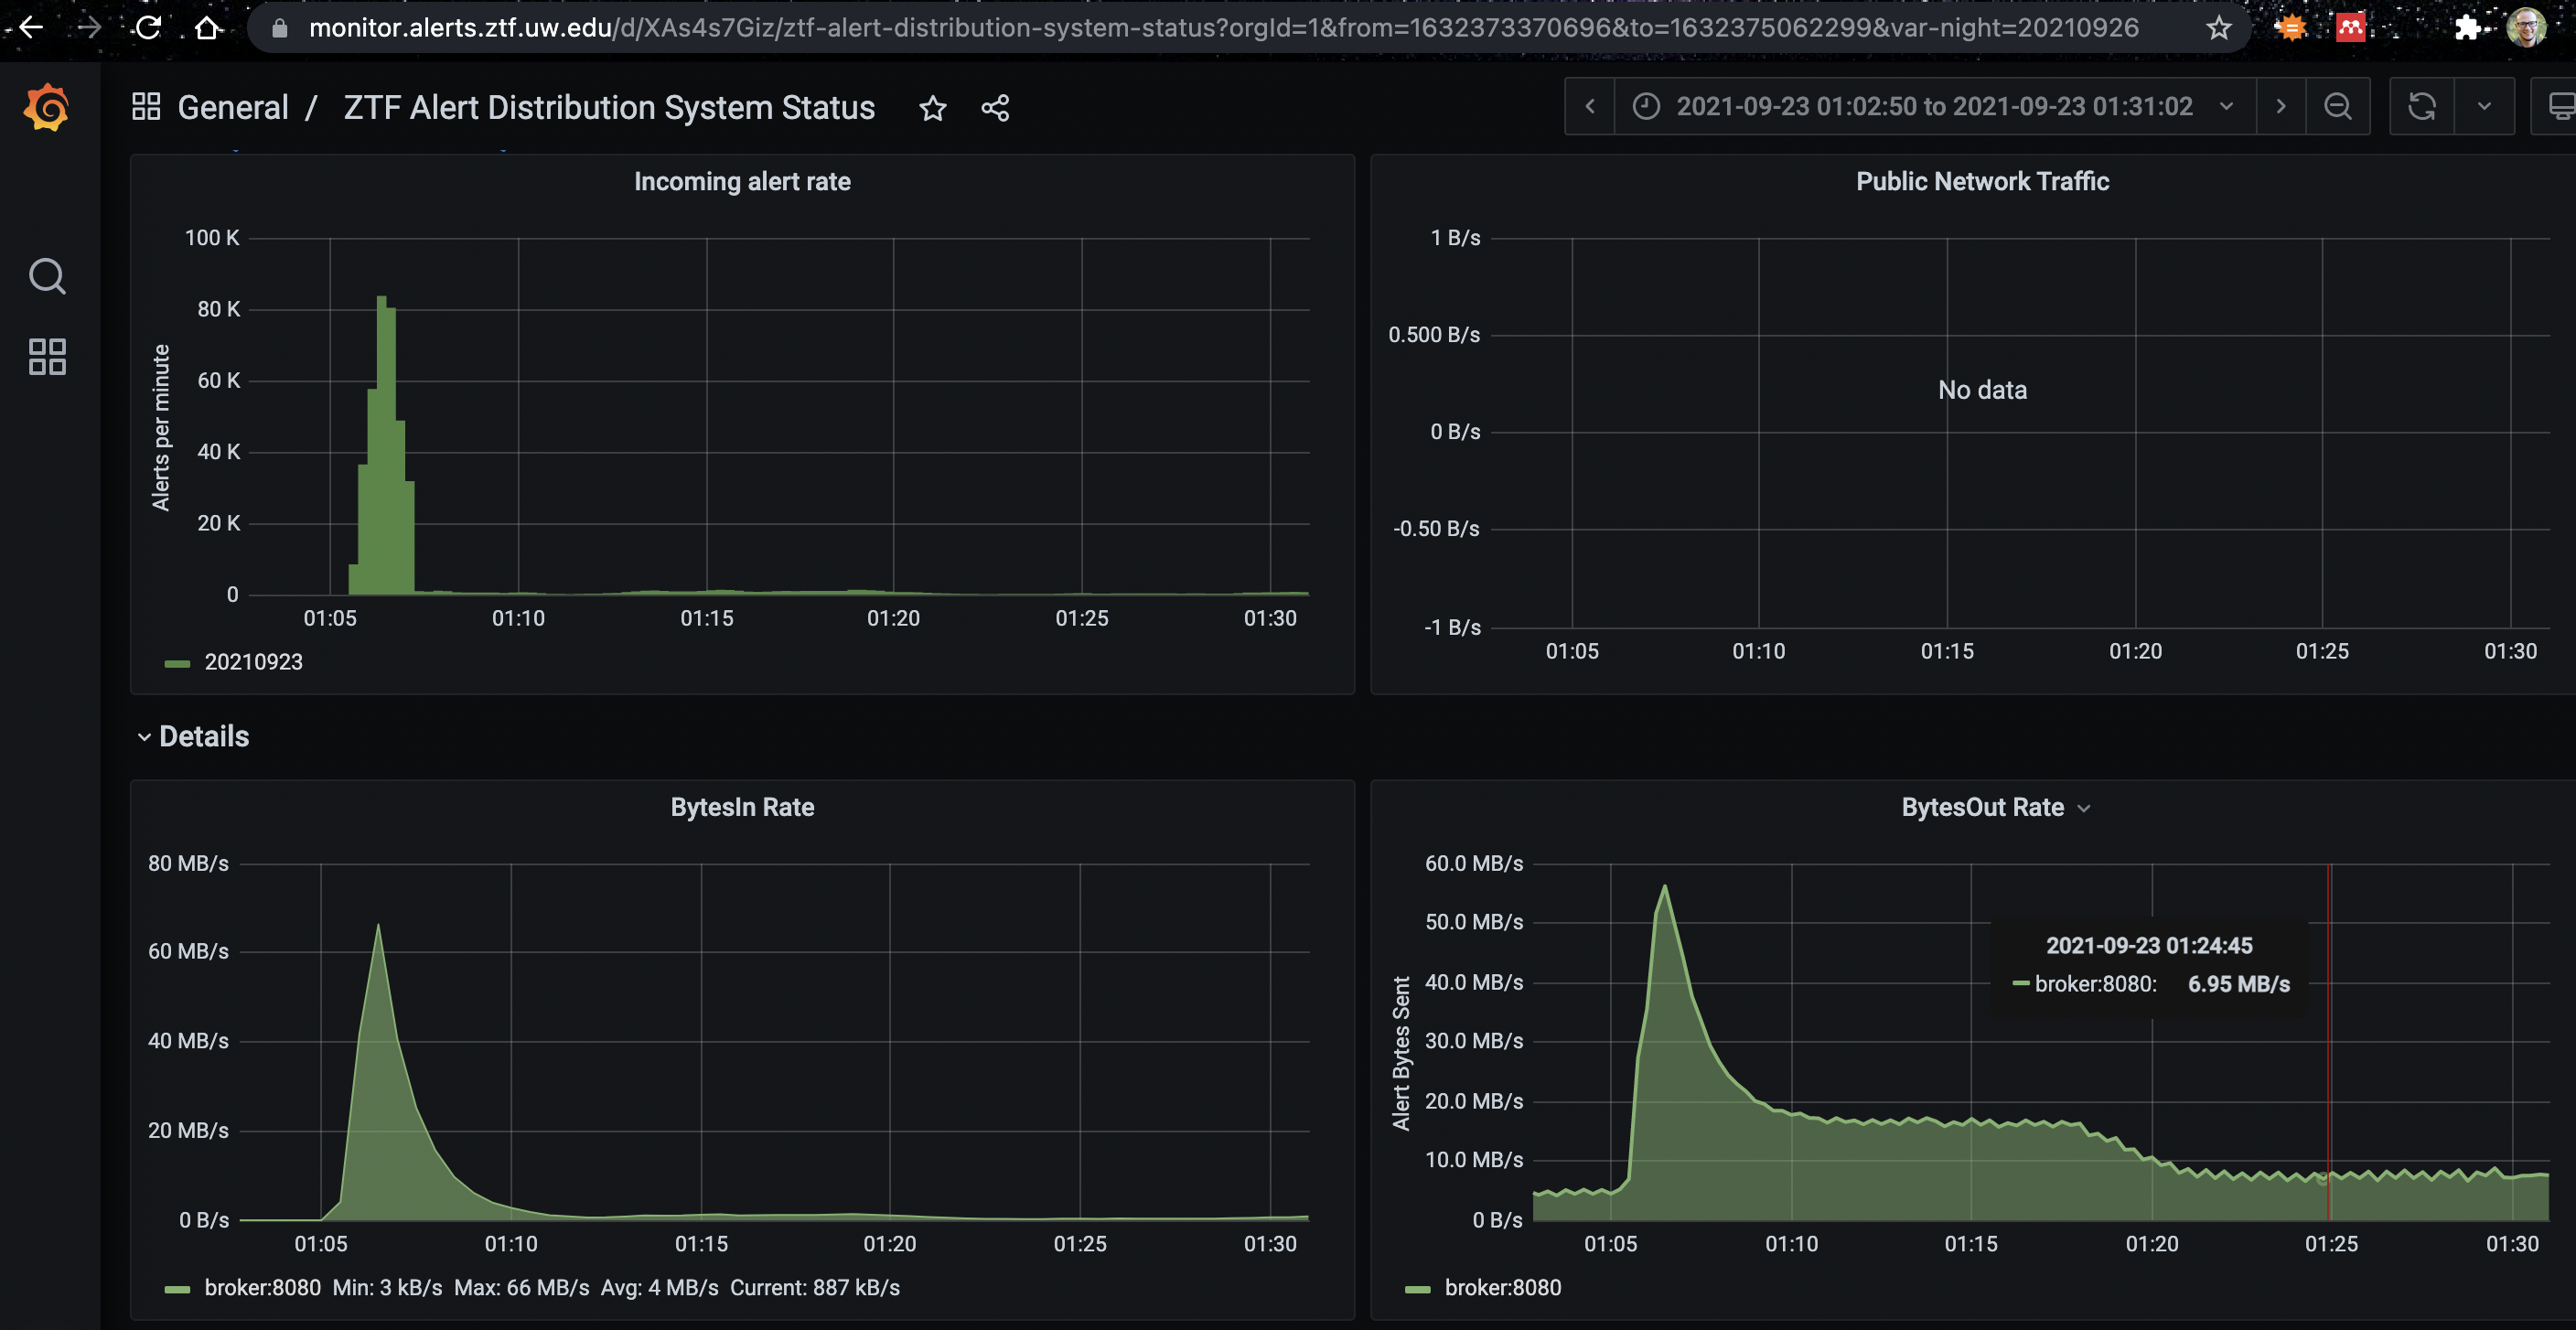 monitor.alerts.ztf.uw.edu/d/XAs4s7Giz/ztf-alert-distribution-system-status?orgId=1&from=1632373370696&to=1632375062299&var-night=20210926
General / ZTF Alert Distribution System Status
2021-09-23 01:02:50 to 2021-09-23 01:31:02
Incoming alert rate
Alerts per minute
100 K
80 K
60 K
40 K
20 K
0
01:05 01:10 01:15 01:20 01:25 01:30
20210923
Public Network Traffic
1 B/s
0.500 B/s
No data
0 B/s
-0.50 B/s
-1 B/s
01:05 01:10 01:15 01:20 01:25 01:30
Details
BytesIn Rate
80 MB/s
60 MB/s
40 MB/s
20 MB/s
0 B/s
01:05 01:10 01:15 01:20 01:25 01:30
broker:8080 Min: 3 kB/s Max: 66 MB/s Avg: 4 MB/s Current: 887 kB/s
BytesOut Rate
Alert Bytes Sent
60.0 MB/s
50.0 MB/s
40.0 MB/s
30.0 MB/s
20.0 MB/s
10.0 MB/s
0 B/s
2021-09-23 01:24:45
broker:8080: 6.95 MB/s
01:05 01:10 01:15 01:20 01:25 01:30
broker:8080